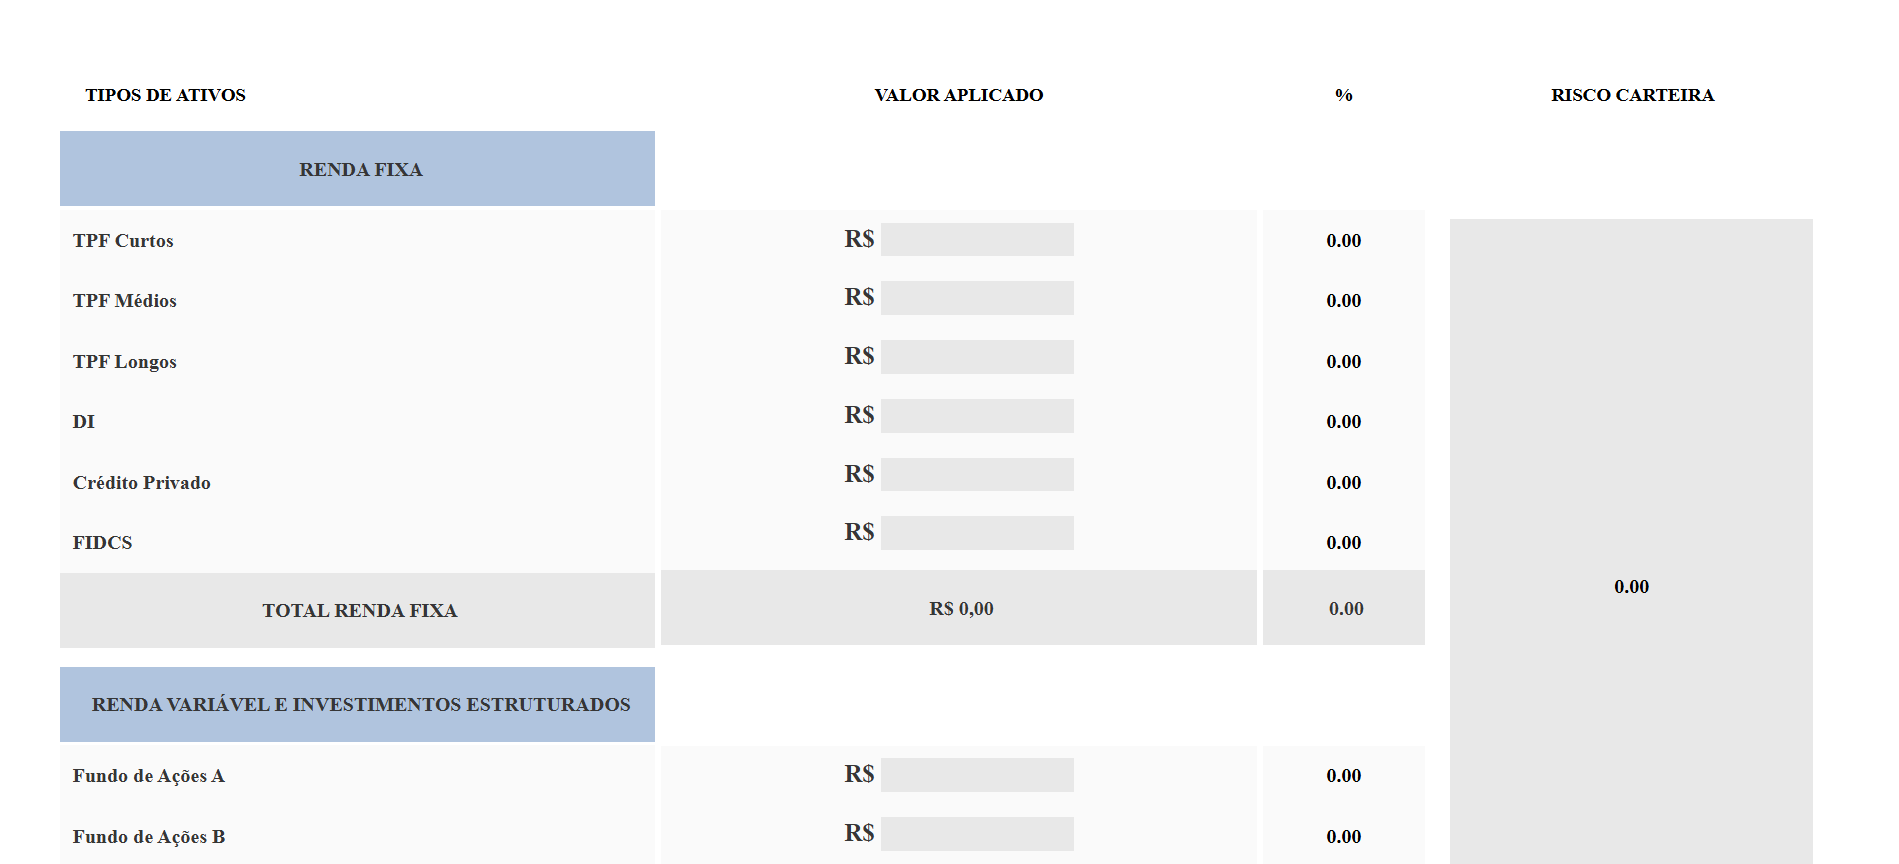 TIPOS DE ATIVOS VALOR APLICADO % RISCO CARTEIRA
RENDA FIXA
TPF Curtos R$ 0.00
TPF Médios R$ 0.00
TPF Longos R$ 0.00
DI R$ 0.00
Crédito Privado R$ 0.00
FIDCS R$ 0.00
0.00
TOTAL RENDA FIXA R$ 0,00 0.00
RENDA VARIÁVEL E INVESTIMENTOS ESTRUTURADOS
Fundo de Ações A R$ 0.00
Fundo de Ações B R$ 0.00